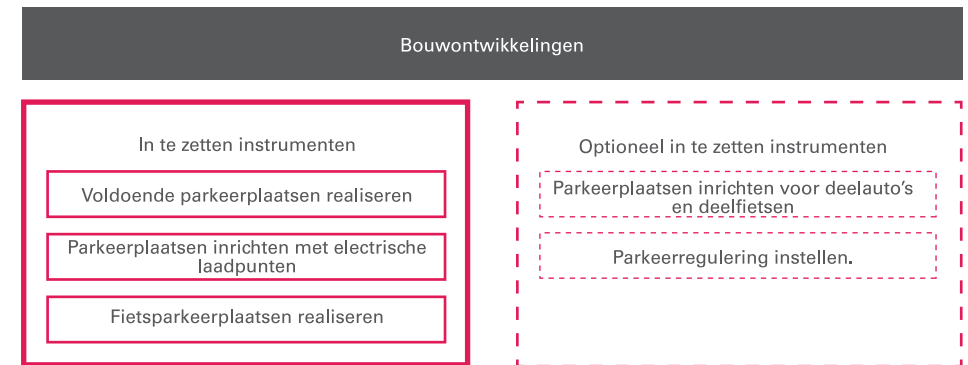 Bouwontwikkelingen
In te zetten instrumenten
Voldoende parkeerplaatsen realiseren
Parkeerplaatsen inrichten met electrische
laadpunten
Fietsparkeerplaatsen realiseren
Optioneel in te zetten instrumenten
Parkeerplaatsen inrichten voor deelauto's
en deelfietsen
Parkeerregulering instellen.